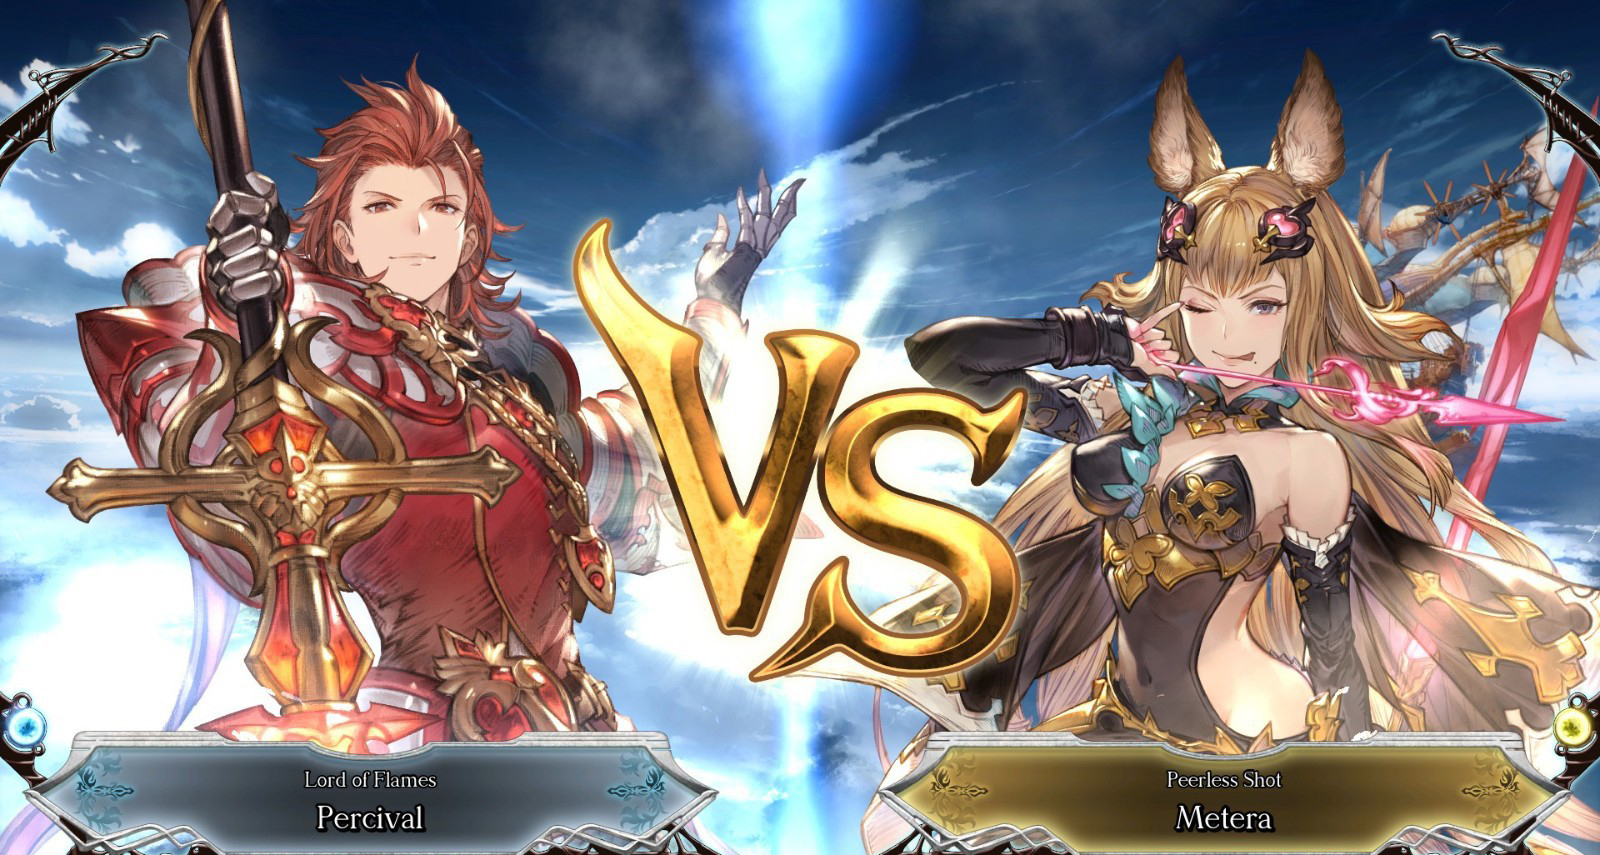 VS
Lord of Flames
Percival
Peerless Shot
Metera